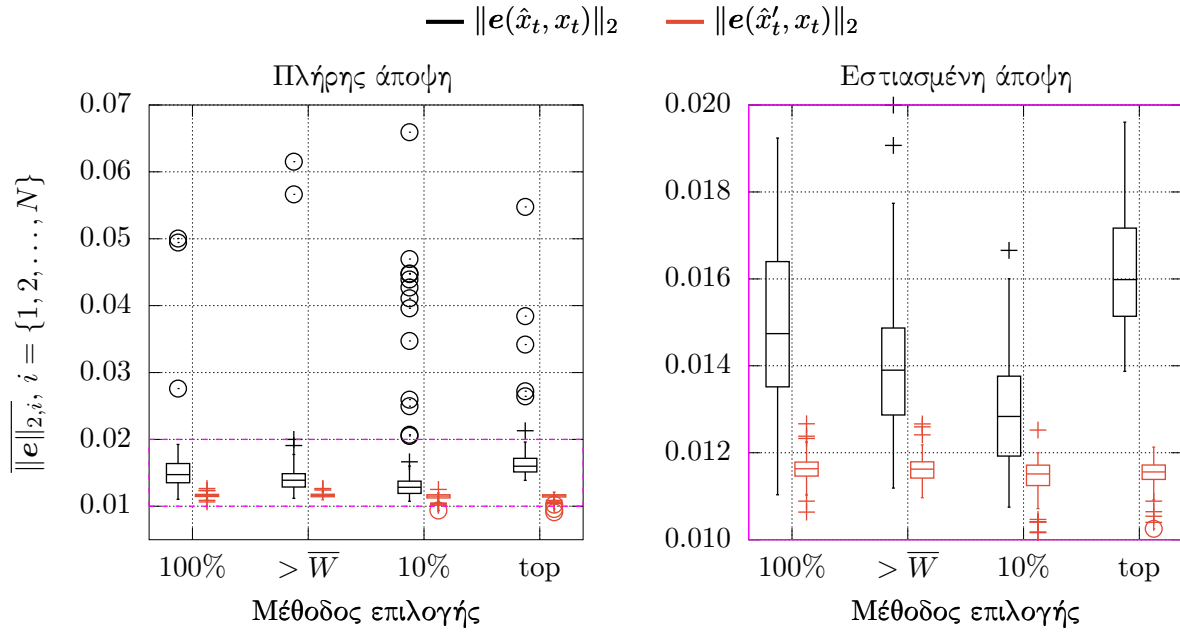 ‖e(x̂_t, x_t)‖₂ ‖e(x̂′_t, x_t)‖₂
Πλήρης άποψη
‖e‖₂,ᵢ, i = {1, 2, …, N}
0.07
0.06
0.05
0.04
0.03
0.02
0.01
100% > W̅ 10% top
Μέθοδος επιλογής
Εστιασμένη άποψη
0.020
0.018
0.016
0.014
0.012
0.010
100% > W̅ 10% top
Μέθοδος επιλογής